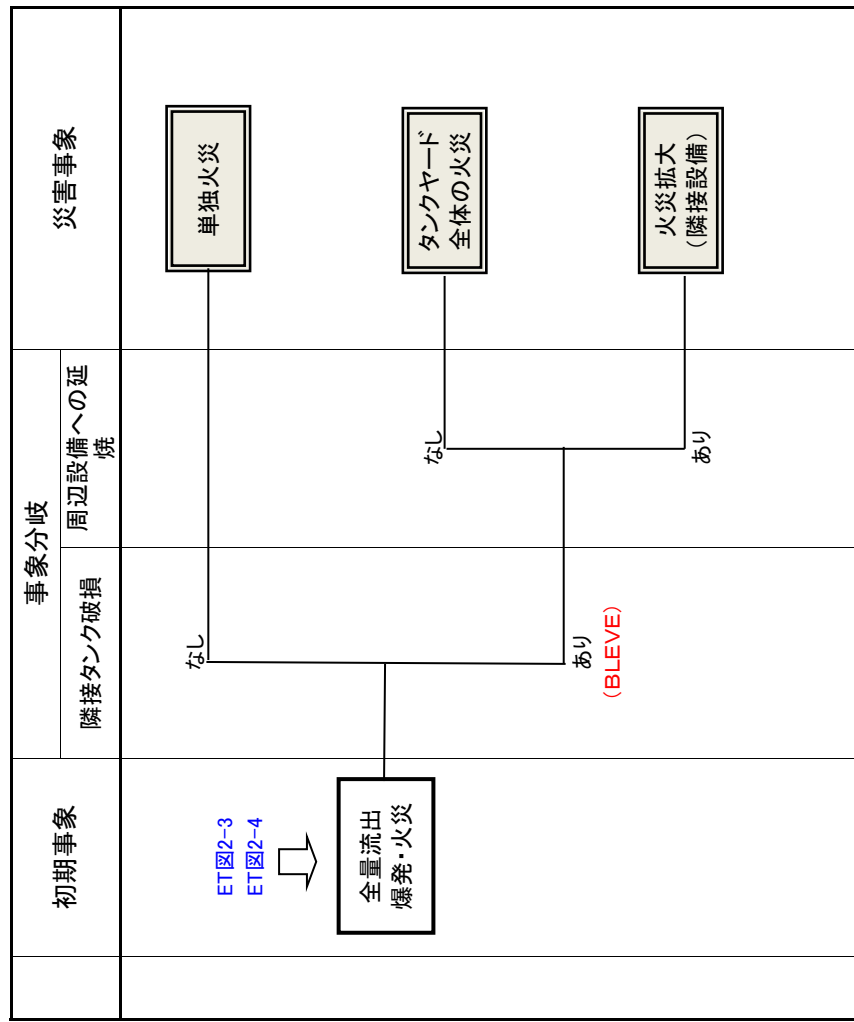 初期事象
事象分岐
災害事象
隣接タンク破損
周辺設備への延
焼
ET図2-3
ET図2-4
全量流出
爆発・火災
なし
あり
(BLEVE)
なし
あり
単独火災
タンクヤード
全体の火災
火災拡大
(隣接設備)